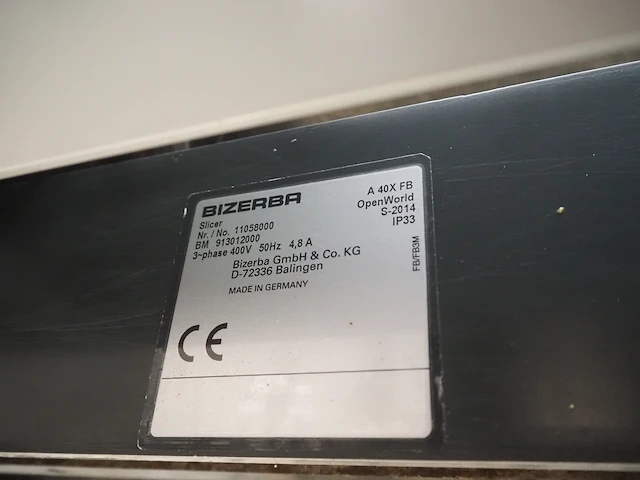 BIZERBA
A 40X FB
Slicer
OpenWorld
Nr. / No. 11058000
S-2014
BM 913012000
IP33
3~phase 400V 50Hz 4,8 A
Bizerba GmbH & Co. KG
D-72336 Balingen
MADE IN GERMANY
FB/FB3M
CE